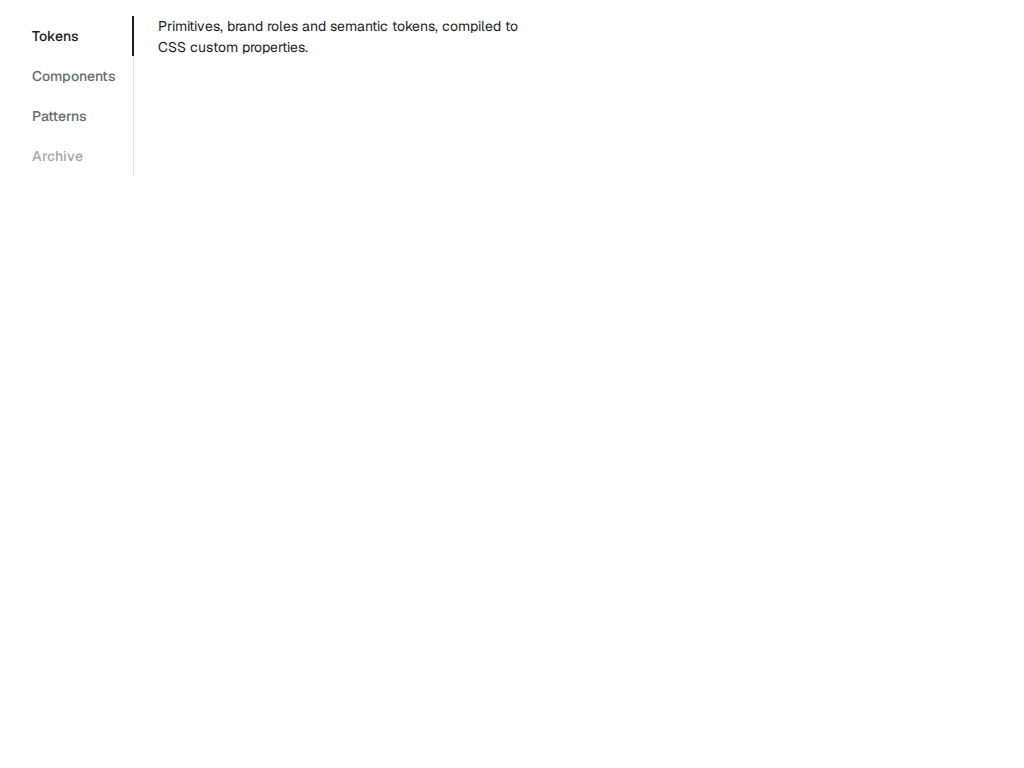 Tokens
Components
Patterns
Archive
Primitives, brand roles and semantic tokens, compiled to
CSS custom properties.